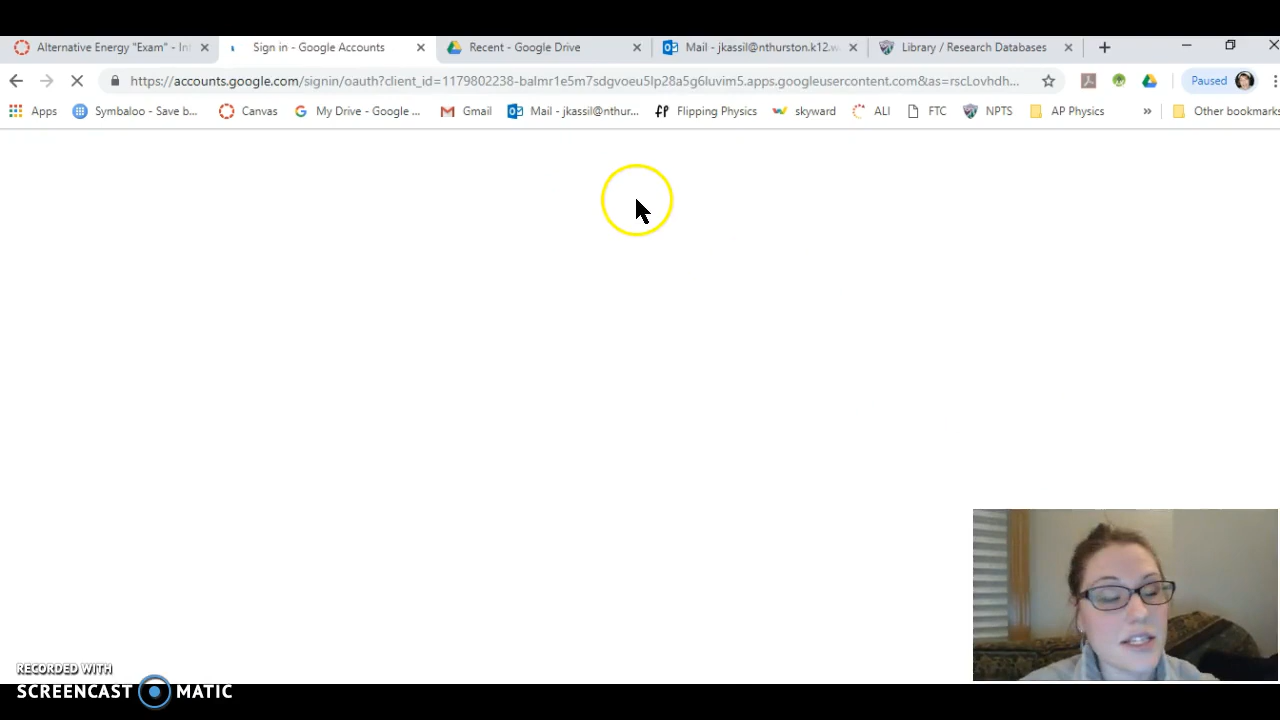 Alternative Energy "Exam" - Int
Sign in - Google Accounts
Recent - Google Drive
Mail - jkassil@nthurston.k12.w
Library / Research Databases
https://accounts.google.com/signin/oauth?client_id=1179802238-balmr1e5m7sdgvoeu5lp28a5g6luvim5.apps.googleusercontent.com&as=rscLovhdh...
Paused
Apps
Symbaloo - Save b...
Canvas
My Drive - Google ...
Gmail
Mail - jkassil@nthur...
Flipping Physics
skyward
ALI
FTC
NPTS
AP Physics
»
Other bookmarks
RECORDED WITH
SCREENCAST MATIC